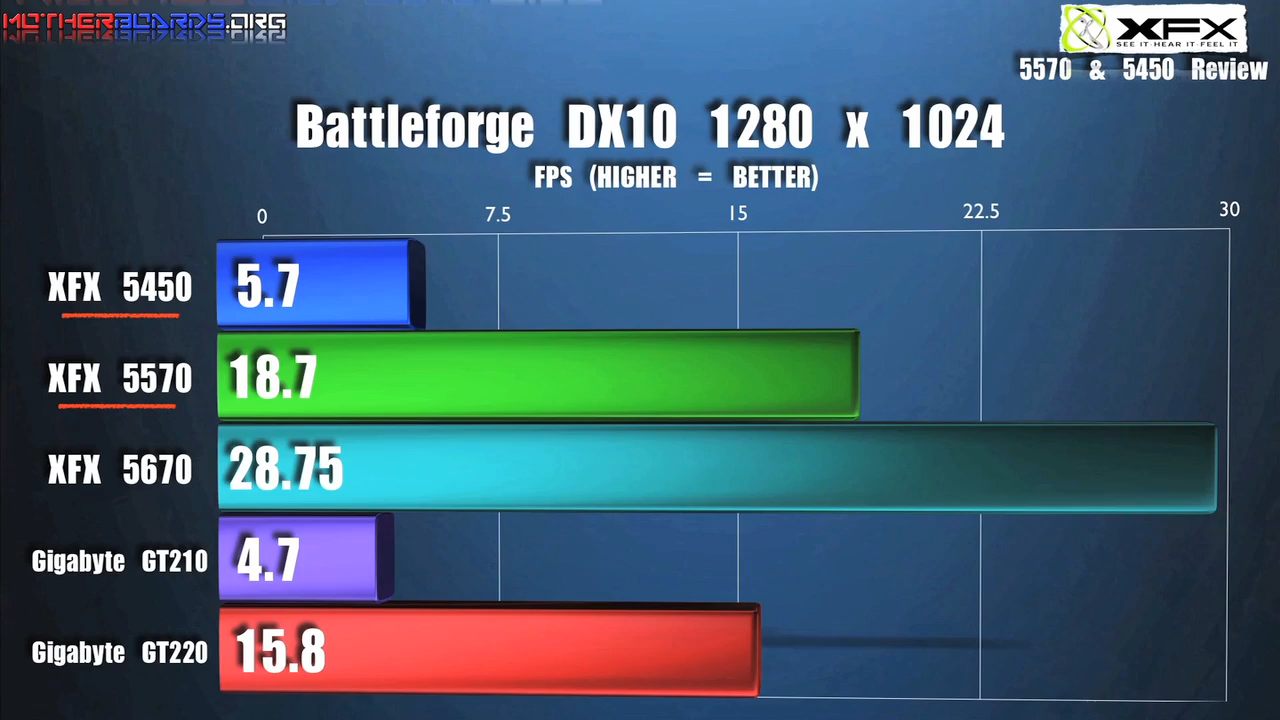 MOTHERBOARDS.ORG
XFX
SEE IT·HEAR IT·FEEL IT
5570 & 5450 Review
Battleforge DX10 1280 x 1024
FPS (HIGHER = BETTER)
0 7.5 15 22.5 30
XFX 5450 5.7
XFX 5570 18.7
XFX 5670 28.75
Gigabyte GT210 4.7
Gigabyte GT220 15.8